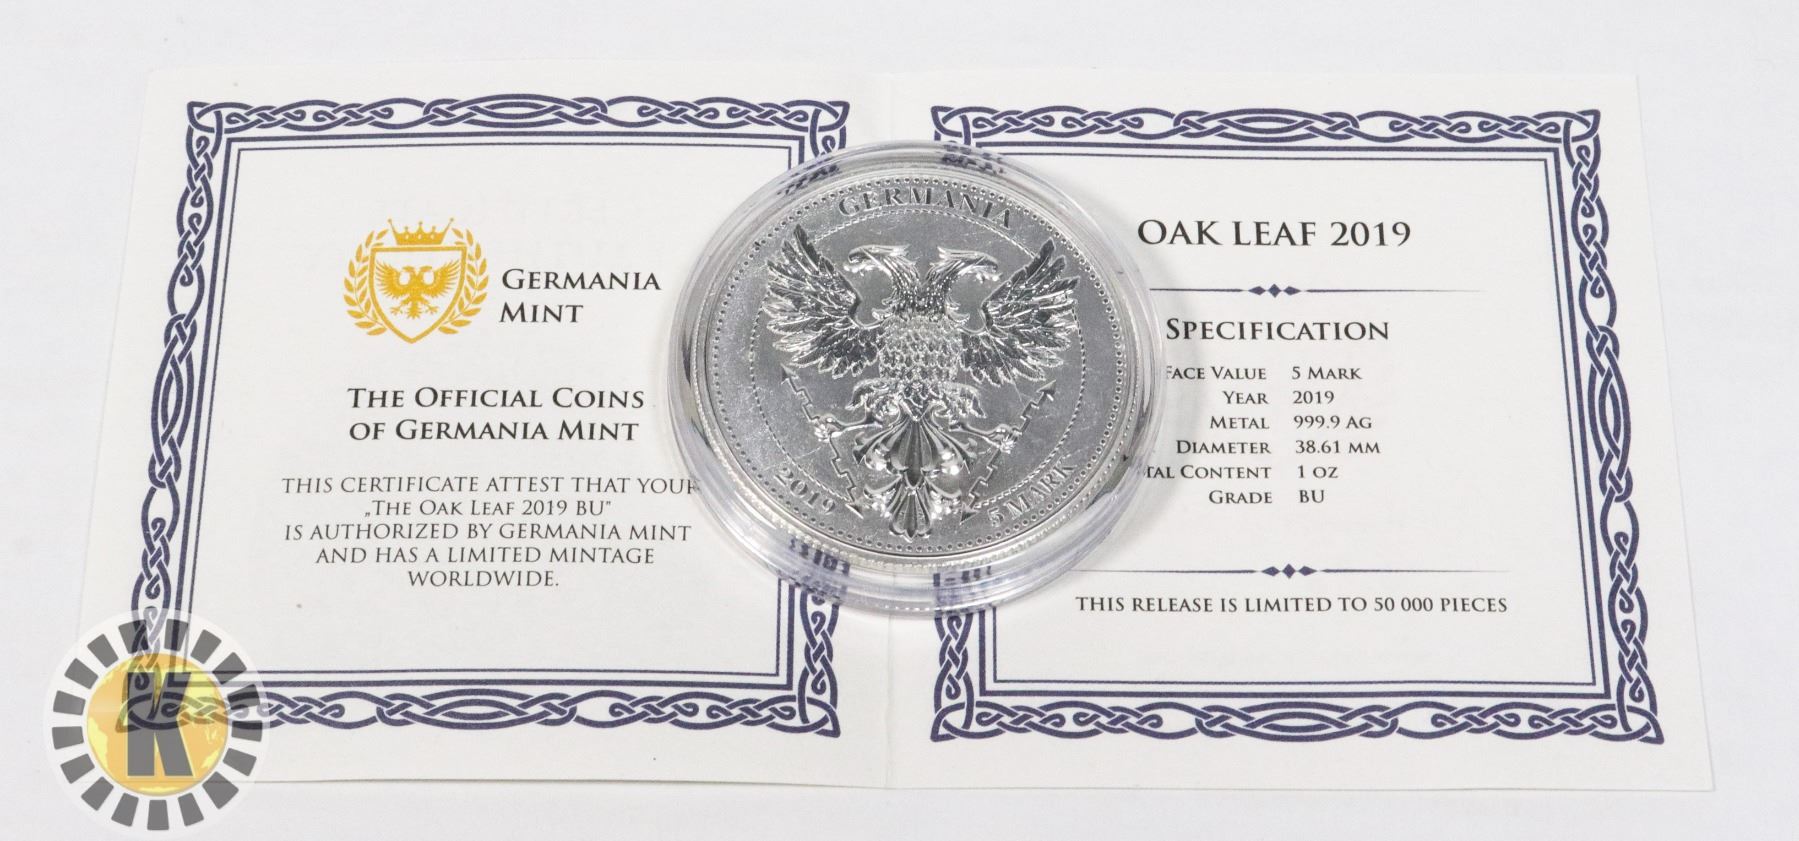 GERMANIA
MINT
THE OFFICIAL COINS
OF GERMANIA MINT
THIS CERTIFICATE ATTEST THAT YOUR
„THE OAK LEAF 2019 BU"
IS AUTHORIZED BY GERMANIA MINT
AND HAS A LIMITED MINTAGE
WORLDWIDE.
GERMANIA
2019
5 MARK
OAK LEAF 2019
SPECIFICATION
FACE VALUE 5 MARK
YEAR 2019
METAL 999.9 AG
DIAMETER 38.61 MM
TAL CONTENT 1 OZ
GRADE BU
THIS RELEASE IS LIMITED TO 50 000 PIECES
K